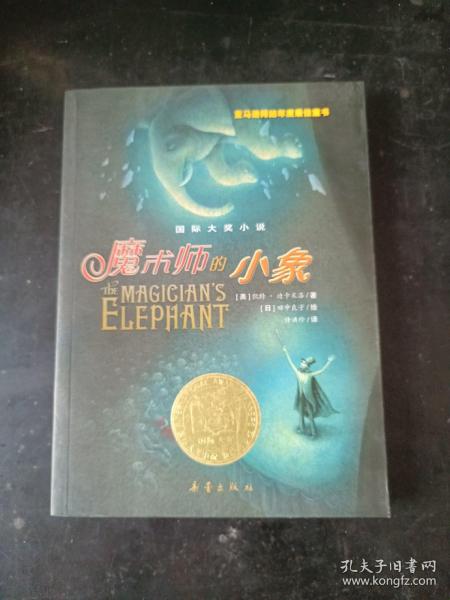 亚马逊网站年度最佳童书
国际大奖小说
魔术师的小象
THE
MAGICIAN'S
ELEPHANT
[美]凯特·迪卡米洛/著
[日]田中良子/绘
新蕾出版社
孔夫子旧书网
www.kongfz.com